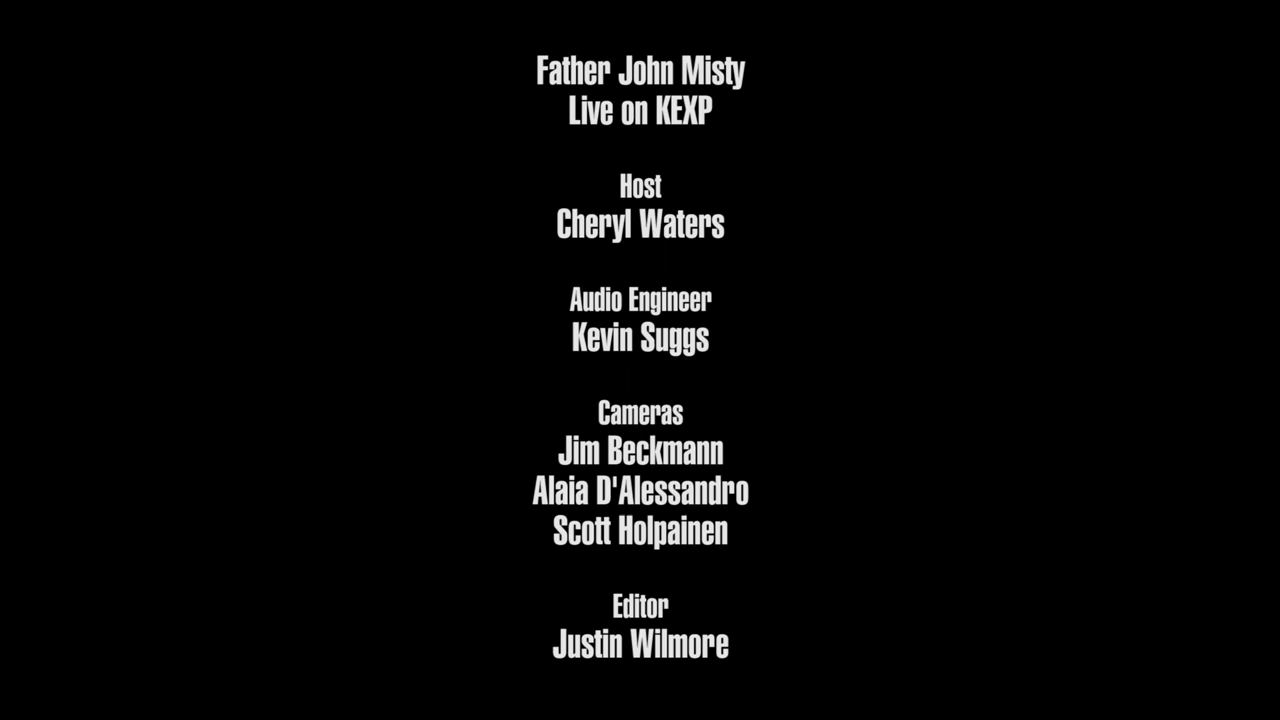 Father John Misty
Live on KEXP
Host
Cheryl Waters
Audio Engineer
Kevin Suggs
Cameras
Jim Beckmann
Alaia D'Alessandro
Scott Holpainen
Editor
Justin Wilmore